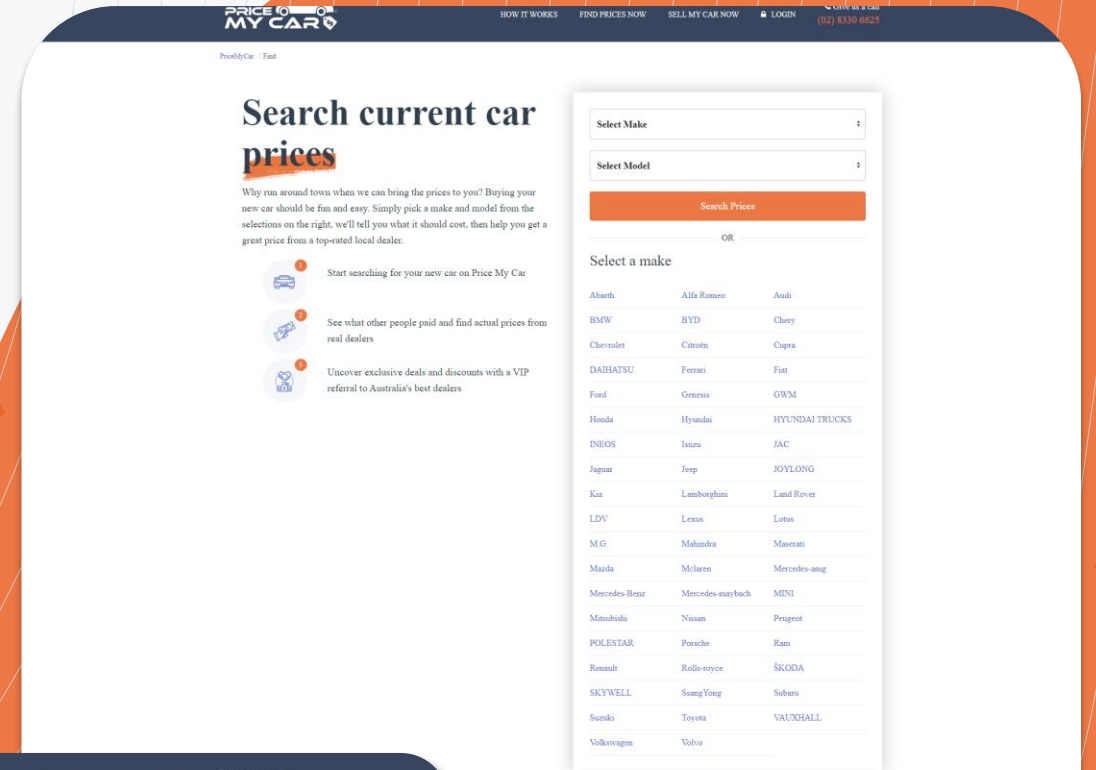 PRICE
MY CAR
HOW IT WORKS FIND PRICES NOW SELL MY CAR NOW LOGIN Give us a call
(02) 8330 6625
PriceMyCar / Find
Search current car
prices
Why run around town when we can bring the prices to you? Buying your
new car should be fun and easy. Simply pick a make and model from the
selections on the right, we'll tell you what it should cost, then help you get a
great price from a top-rated local dealer.
1
Start searching for your new car on Price My Car
2
See what other people paid and find actual prices from
real dealers
3
Uncover exclusive deals and discounts with a VIP
referral to Australia's best dealers
Select Make
Select Model
Search Prices
OR
Select a make
Abarth Alfa Romeo Audi
BMW BYD Chery
Chevrolet Citroën Cupra
DAIHATSU Ferrari Fiat
Ford Genesis GWM
Honda Hyundai HYUNDAI TRUCKS
INEOS Isuzu JAC
Jaguar Jeep JOYLONG
Kia Lamborghini Land Rover
LDV Lexus Lotus
M.G. Mahindra Maserati
Mazda Mclaren Mercedes-amg
Mercedes-Benz Mercedes-maybach MINI
Mitsubishi Nissan Peugeot
POLESTAR Porsche Ram
Renault Rolls-royce ŠKODA
SKYWELL SsangYong Subaru
Suzuki Toyota VAUXHALL
Volkswagen Volvo